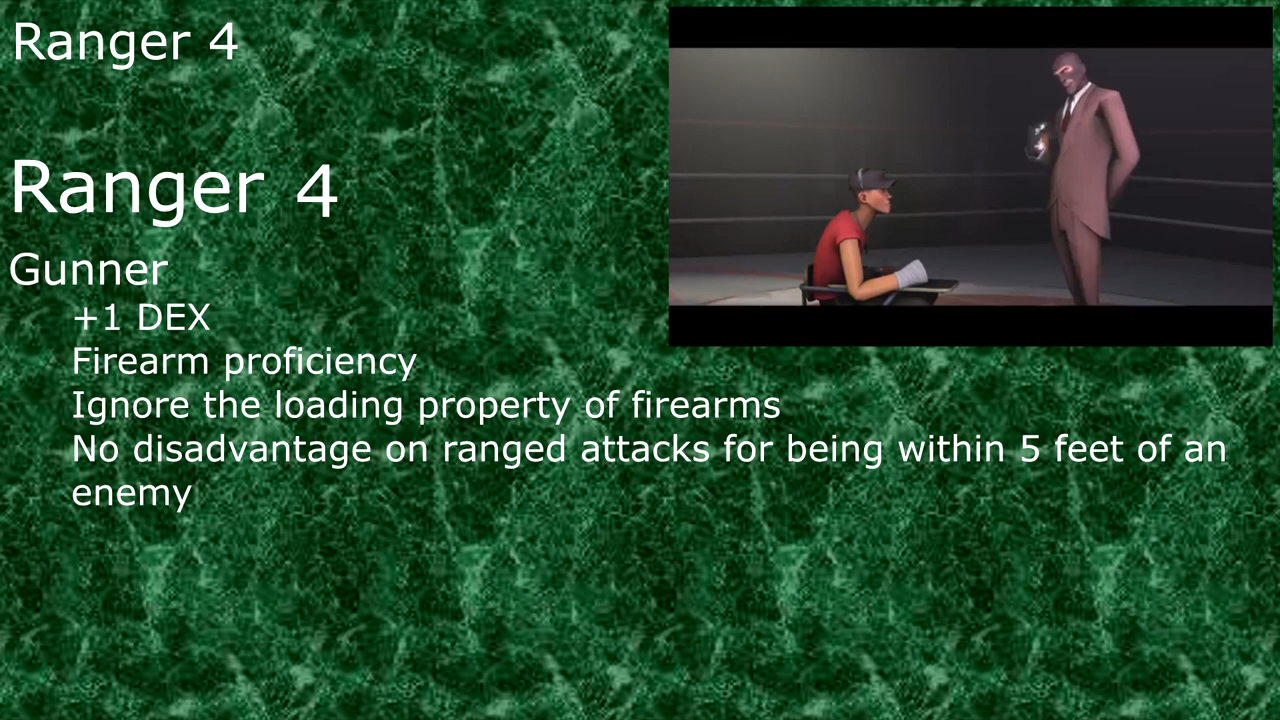 Ranger 4
Ranger 4
Gunner
+1 DEX
Firearm proficiency
Ignore the loading property of firearms
No disadvantage on ranged attacks for being within 5 feet of an
enemy